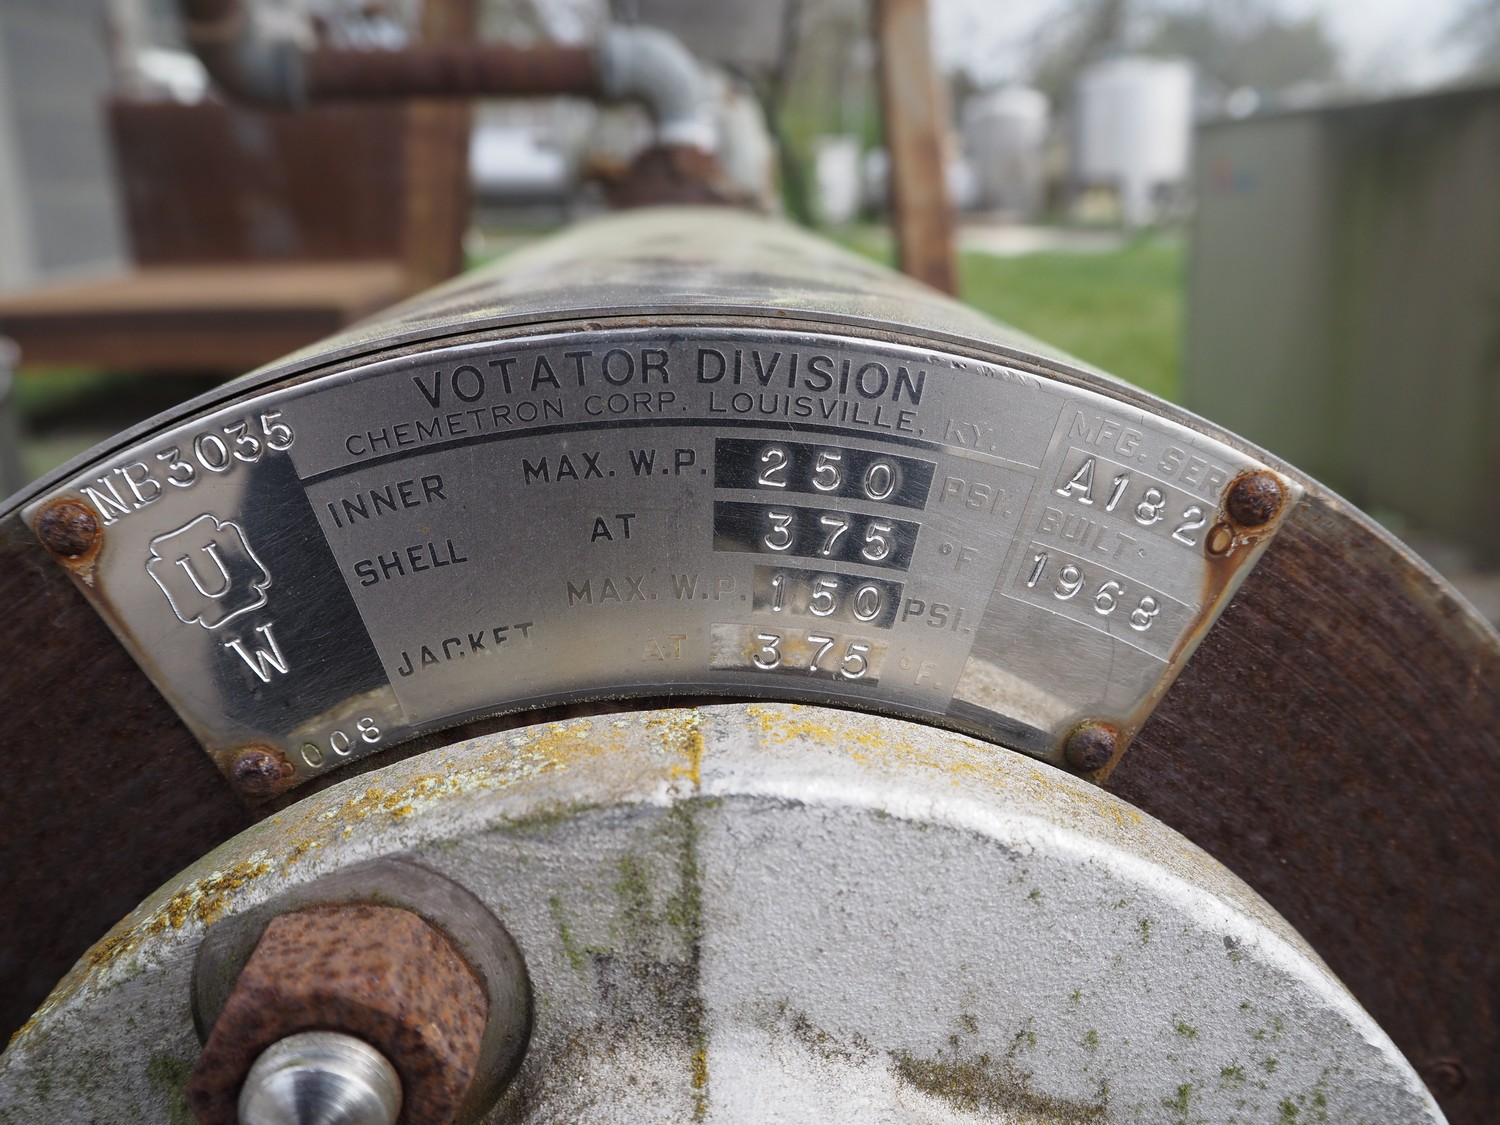 VOTATOR DIVISION
CHEMETRON CORP. LOUISVILLE, KY.
NB3035
U
W
008
INNER SHELL
MAX. W.P. 250 PSI.
AT 375 °F
JACKET
MAX. W.P. 150 PSI.
AT 375 °F.
MFG. SER
A1820
BUILT
1968